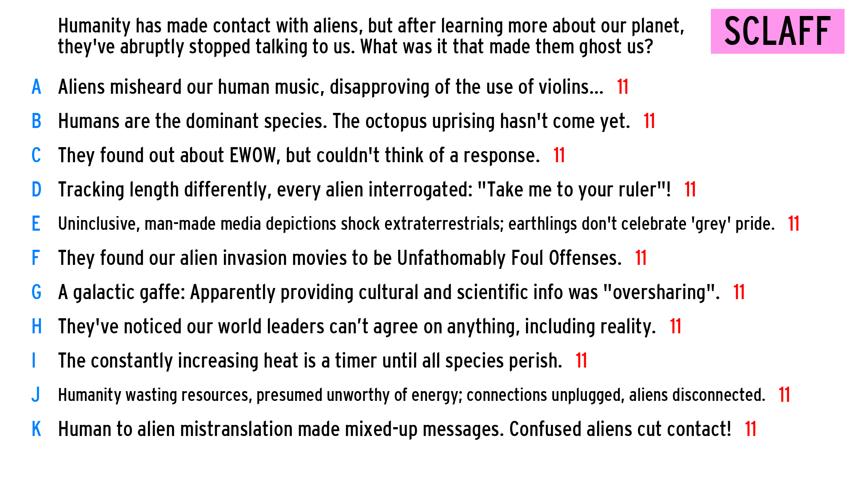 Humanity has made contact with aliens, but after learning more about our planet,
they've abruptly stopped talking to us. What was it that made them ghost us?
SCLAFF
A Aliens misheard our human music, disapproving of the use of violins... 11
B Humans are the dominant species. The octopus uprising hasn't come yet. 11
C They found out about EWOW, but couldn't think of a response. 11
D Tracking length differently, every alien interrogated: "Take me to your ruler"! 11
E Uninclusive, man-made media depictions shock extraterrestrials; earthlings don't celebrate 'grey' pride. 11
F They found our alien invasion movies to be Unfathomably Foul Offenses. 11
G A galactic gaffe: Apparently providing cultural and scientific info was "oversharing". 11
H They've noticed our world leaders can’t agree on anything, including reality. 11
I The constantly increasing heat is a timer until all species perish. 11
J Humanity wasting resources, presumed unworthy of energy; connections unplugged, aliens disconnected. 11
K Human to alien mistranslation made mixed-up messages. Confused aliens cut contact! 11